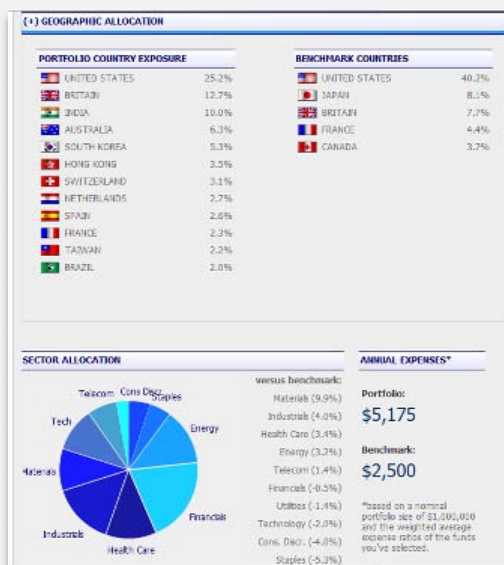 (+) GEOGRAPHIC ALLOCATION
PORTFOLIO COUNTRY EXPOSURE
UNITED STATES 25.2%
BRITAIN 12.7%
INDIA 10.0%
AUSTRALIA 6.3%
SOUTH KOREA 5.3%
HONG KONG 3.5%
SWITZERLAND 3.1%
NETHERLANDS 2.7%
SPAIN 2.6%
FRANCE 2.3%
TAIWAN 2.2%
BRAZIL 2.0%
BENCHMARK COUNTRIES
UNITED STATES 40.2%
JAPAN 8.1%
BRITAIN 7.7%
FRANCE 4.4%
CANADA 3.7%
SECTOR ALLOCATION
Telecom
Cons Discr.
Staples
Tech
Energy
Materials
Financials
Industrials
Health Care
versus benchmark:
Materials (9.9%)
Industrials (4.0%)
Health Care (3.4%)
Energy (3.2%)
Telecom (1.4%)
Financials (-0.5%)
Utilities (-1.4%)
Technology (-2.0%)
Cons. Discr. (-4.0%)
Staples (-5.3%)
ANNUAL EXPENSES*
Portfolio:
$5,175
Benchmark:
$2,500
*based on a nominal
portfolio size of $1,000,000
and the weighted average
expense ratios of the funds
you've selected.